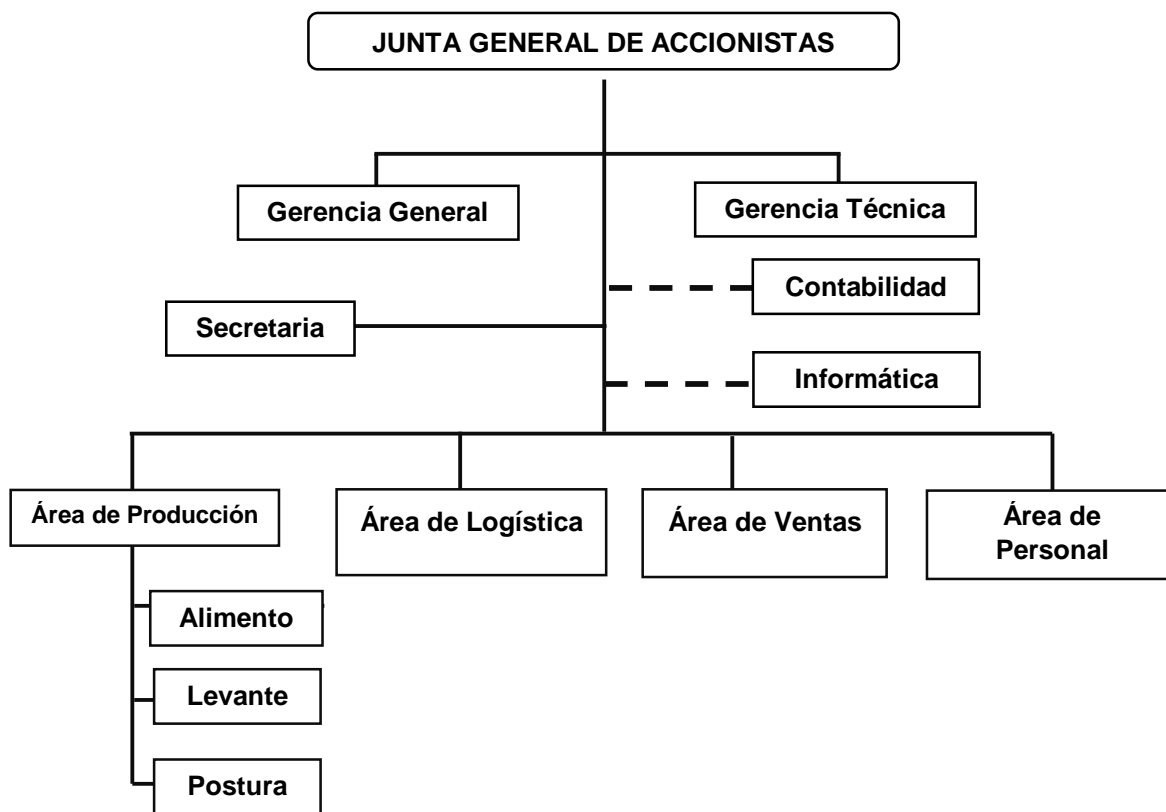 JUNTA GENERAL DE ACCIONISTAS
Gerencia General
Gerencia Técnica
Contabilidad
Secretaria
Informática
Área de Producción
Área de Logística
Área de Ventas
Área de
Personal
Alimento
Levante
Postura